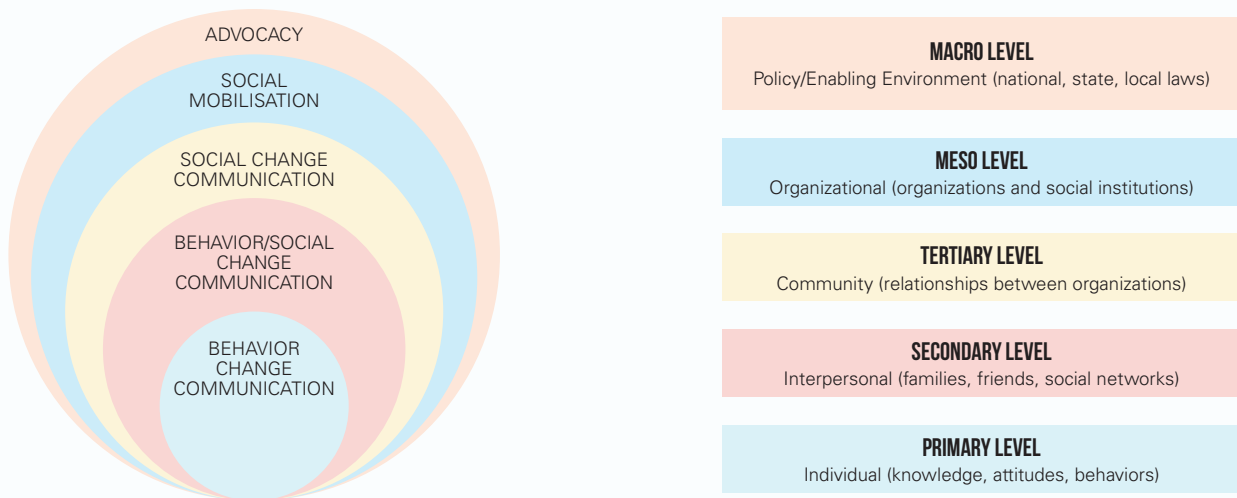 ADVOCACY
SOCIAL
MOBILISATION
SOCIAL CHANGE
COMMUNICATION
BEHAVIOR/SOCIAL
CHANGE
COMMUNICATION
BEHAVIOR
CHANGE
COMMUNICATION
MACRO LEVEL
Policy/Enabling Environment (national, state, local laws)
MESO LEVEL
Organizational (organizations and social institutions)
TERTIARY LEVEL
Community (relationships between organizations)
SECONDARY LEVEL
Interpersonal (families, friends, social networks)
PRIMARY LEVEL
Individual (knowledge, attitudes, behaviors)